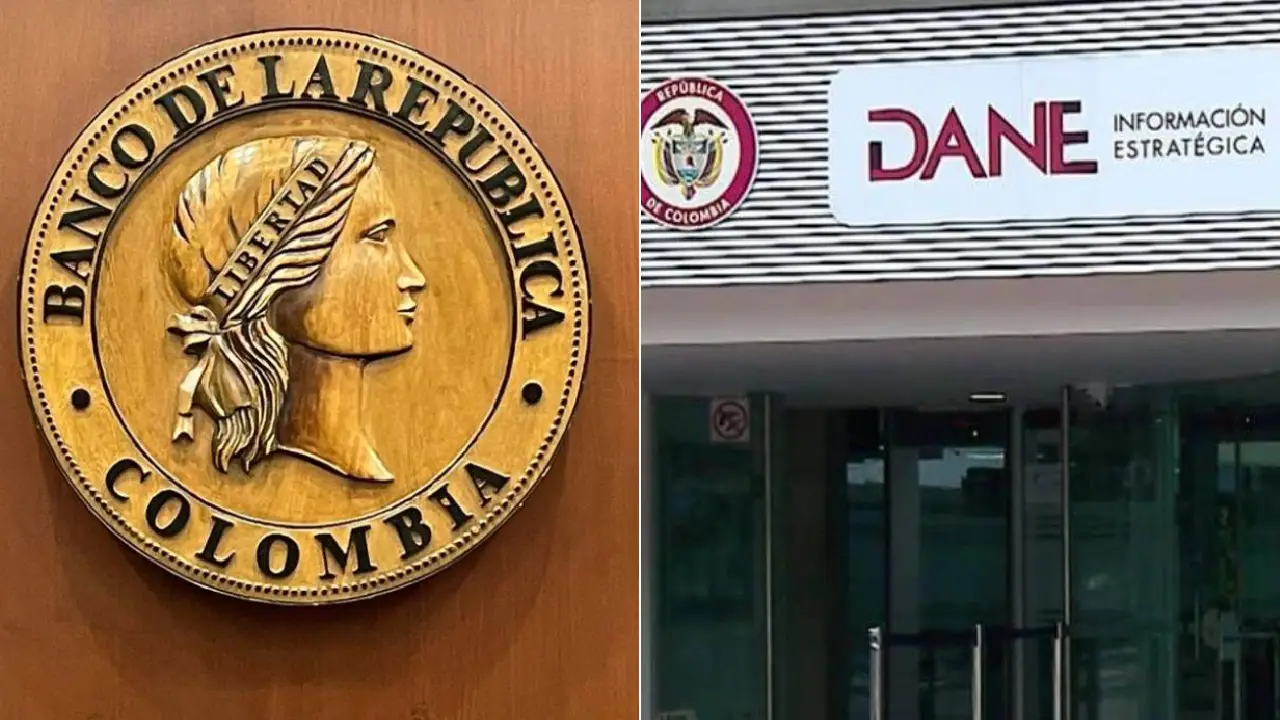 BANCO DE LA REPUBLICA
LIBERTAD
COLOMBIA
REPÚBLICA
DE COLOMBIA
DANE
INFORMACIÓN
ESTRATÉGICA